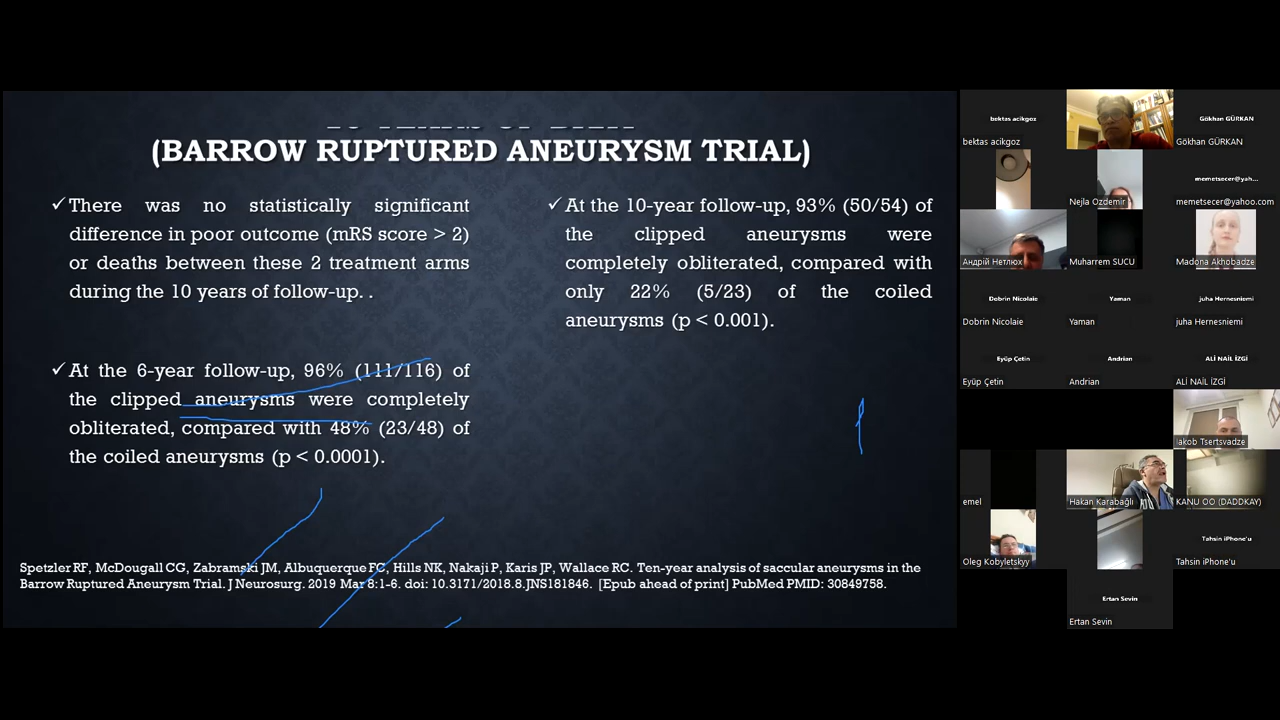 (BARROW RUPTURED ANEURYSM TRIAL)
✓There was no statistically significant
difference in poor outcome (mRS score > 2)
or deaths between these 2 treatment arms
during the 10 years of follow-up. .
✓At the 6-year follow-up, 96% (111/116) of
the clipped aneurysms were completely
obliterated, compared with 48% (23/48) of
the coiled aneurysms (p < 0.0001).
✓At the 10-year follow-up, 93% (50/54) of
the clipped aneurysms were
completely obliterated, compared with
only 22% (5/23) of the coiled
aneurysms (p < 0.001).
Spetzler RF, McDougall CG, Zabramski JM, Albuquerque FC, Hills NK, Nakaji P, Karis JP, Wallace RC. Ten-year analysis of saccular aneurysms in the
Barrow Ruptured Aneurysm Trial. J Neurosurg. 2019 Mar 8:1-6. doi: 10.3171/2018.8.JNS181846. [Epub ahead of print] PubMed PMID: 30849758.
bektas acikgoz
bektas acikgoz
Gökhan GÜRKAN
Gökhan GÜRKAN
Nejla Ozdemir
memetsecer@yah...
memetsecer@yahoo.com
Андрій Нетлюх
Muharrem SUCU
Madona Akhobadze
Dobrin Nicolaie
Dobrin Nicolaie
Yaman
Yaman
juha Hernesniemi
juha Hernesniemi
Eyüp Çetin
Eyüp Çetin
Andrian
Andrian
ALİ NAİL İZGİ
ALİ NAİL İZGİ
Iakob Tsertsvadze
emel
Hakan Karabağli
KANU OO (DADDKAY)
Oleg Kobyletskyy
Tahsin iPhone'u
Tahsin iPhone'u
Ertan Sevin
Ertan Sevin